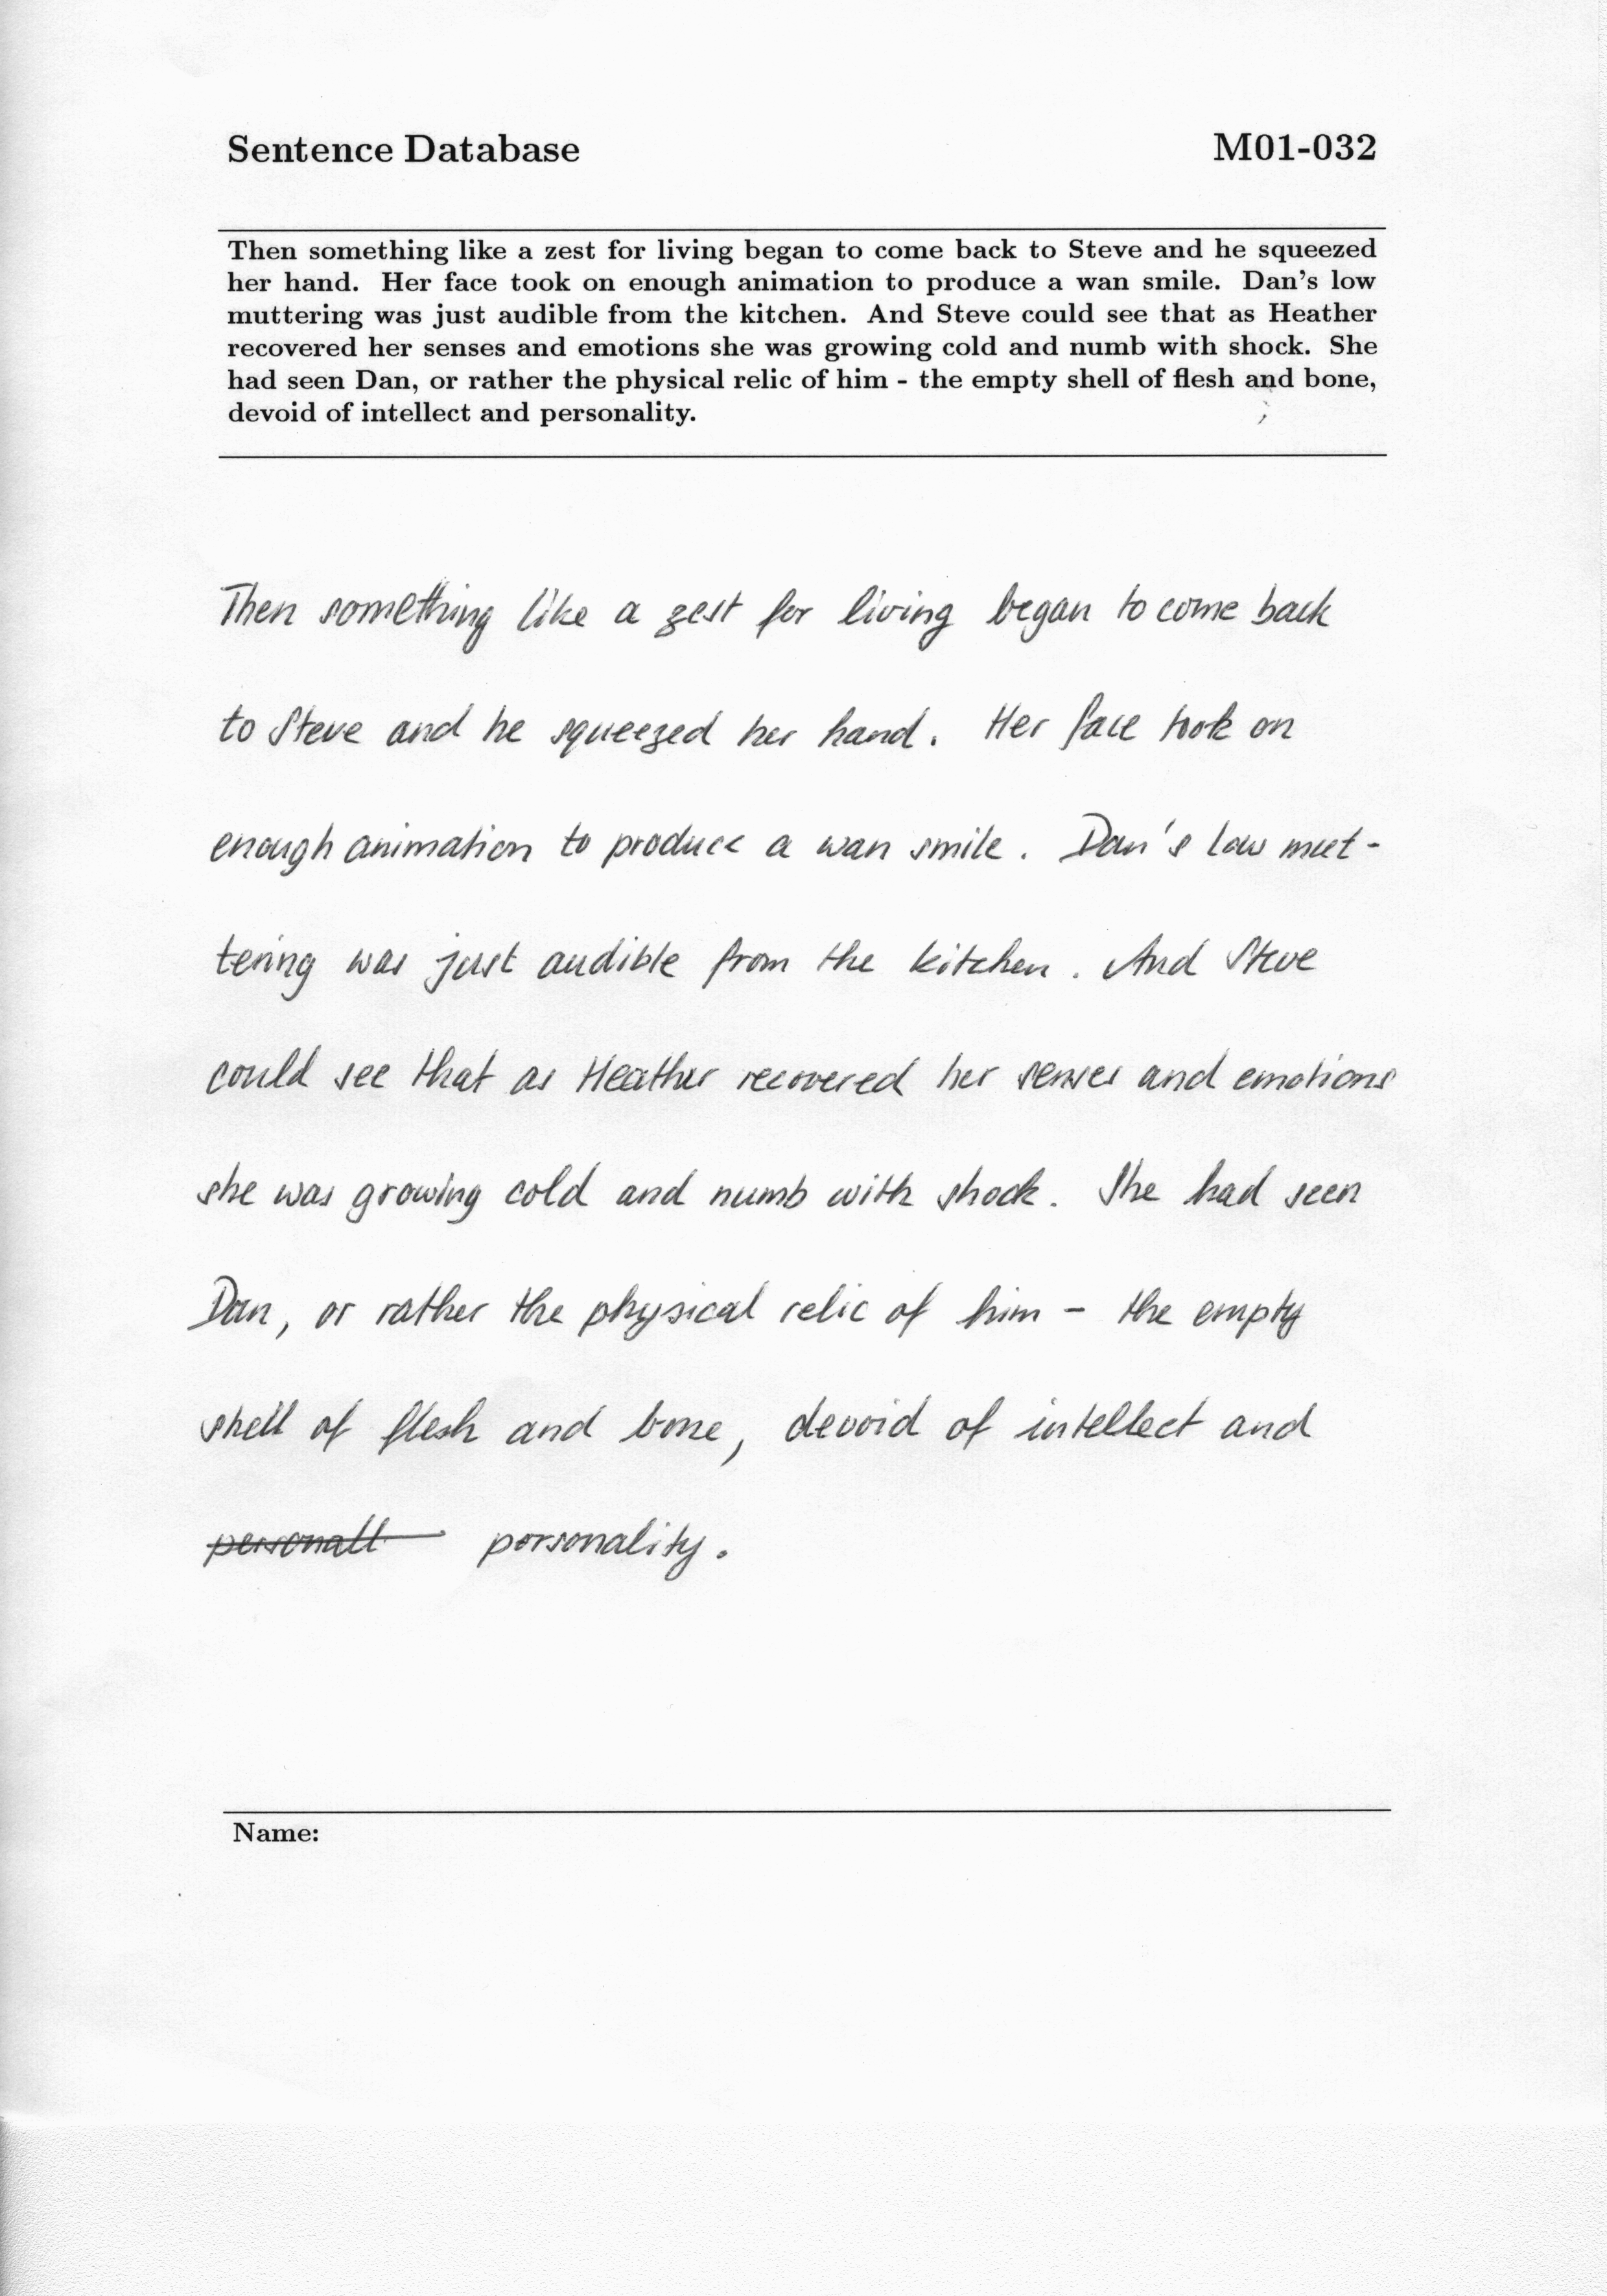 Sentence Database M01-032
Then something like a zest for living began to come back to Steve and he squeezed
her hand. Her face took on enough animation to produce a wan smile. Dan's low
muttering was just audible from the kitchen. And Steve could see that as Heather
recovered her senses and emotions she was growing cold and numb with shock. She
had seen Dan, or rather the physical relic of him - the empty shell of flesh and bone,
devoid of intellect and personality.
Then something like a zest for living began to come back
to Steve and he squeezed her hand. Her face took on
enough animation to produce a wan smile. Dan's low mut-
tering was just audible from the kitchen. And Steve
could see that as Heather recovered her senses and emotions
she was growing cold and numb with shock. She had seen
Dan, or rather the physical relic of him - the empty
shell of flesh and bone, devoid of intellect and
personall porsonality.
Name: